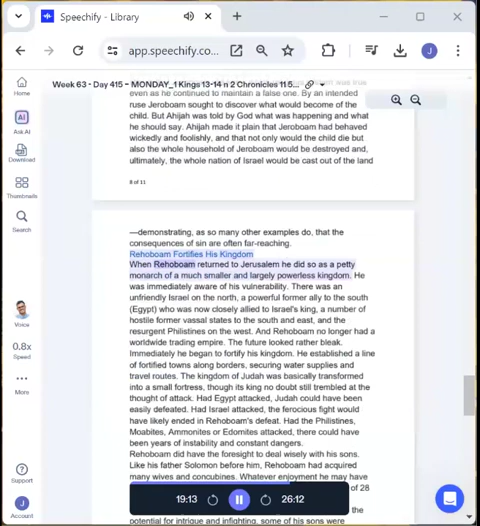 Speechify - Library
app.speechify.co...
J
Week 63 - Day 415 – MONDAY_1 Kings 13-14 n 2 Chronicles 11 5...
Home
AI
Ask AI
Download
Thumbnails
Search
Voice
0.8x
Speed
More
Support
J
Account
even as he continued to maintain a false one. By an intended
ruse Jeroboam sought to discover what would become of the
child. But Ahijah was told by God what was happening and what
he should say. Ahijah made it plain that Jeroboam had behaved
wickedly and foolishly, and that not only would the child die but
also the whole household of Jeroboam would be destroyed and,
ultimately, the whole nation of Israel would be cast out of the land
8 of 11
—demonstrating, as so many other examples do, that the
consequences of sin are often far-reaching.
Rehoboam Fortifies His Kingdom
When Rehoboam returned to Jerusalem he did so as a petty
monarch of a much smaller and largely powerless kingdom. He
was immediately aware of his vulnerability. There was an
unfriendly Israel on the north, a powerful former ally to the south
(Egypt) who was now closely allied to Israel's king, a number of
hostile former vassal states to the south and east, and the
resurgent Philistines on the west. And Rehoboam no longer had a
worldwide trading empire. The future looked rather bleak.
Immediately he began to fortify his kingdom. He established a line
of fortified towns along borders, securing water supplies and
travel routes. The kingdom of Judah was basically transformed
into a small fortress, though its king no doubt still trembled at the
thought of attack. Had Egypt attacked, Judah could have been
easily defeated. Had Israel attacked, the ferocious fight would
have likely ended in Rehoboam's defeat. Had the Philistines,
Moabites, Ammonites or Edomites attacked, there could have
been years of instability and constant dangers.
Rehoboam did have the foresight to deal wisely with his sons.
Like his father Solomon before him, Rehoboam had acquired
many wives and concubines. Whatever enjoyment he may have
of 28
19:13
26:12
potential for intrigue and infighting, some of his sons were